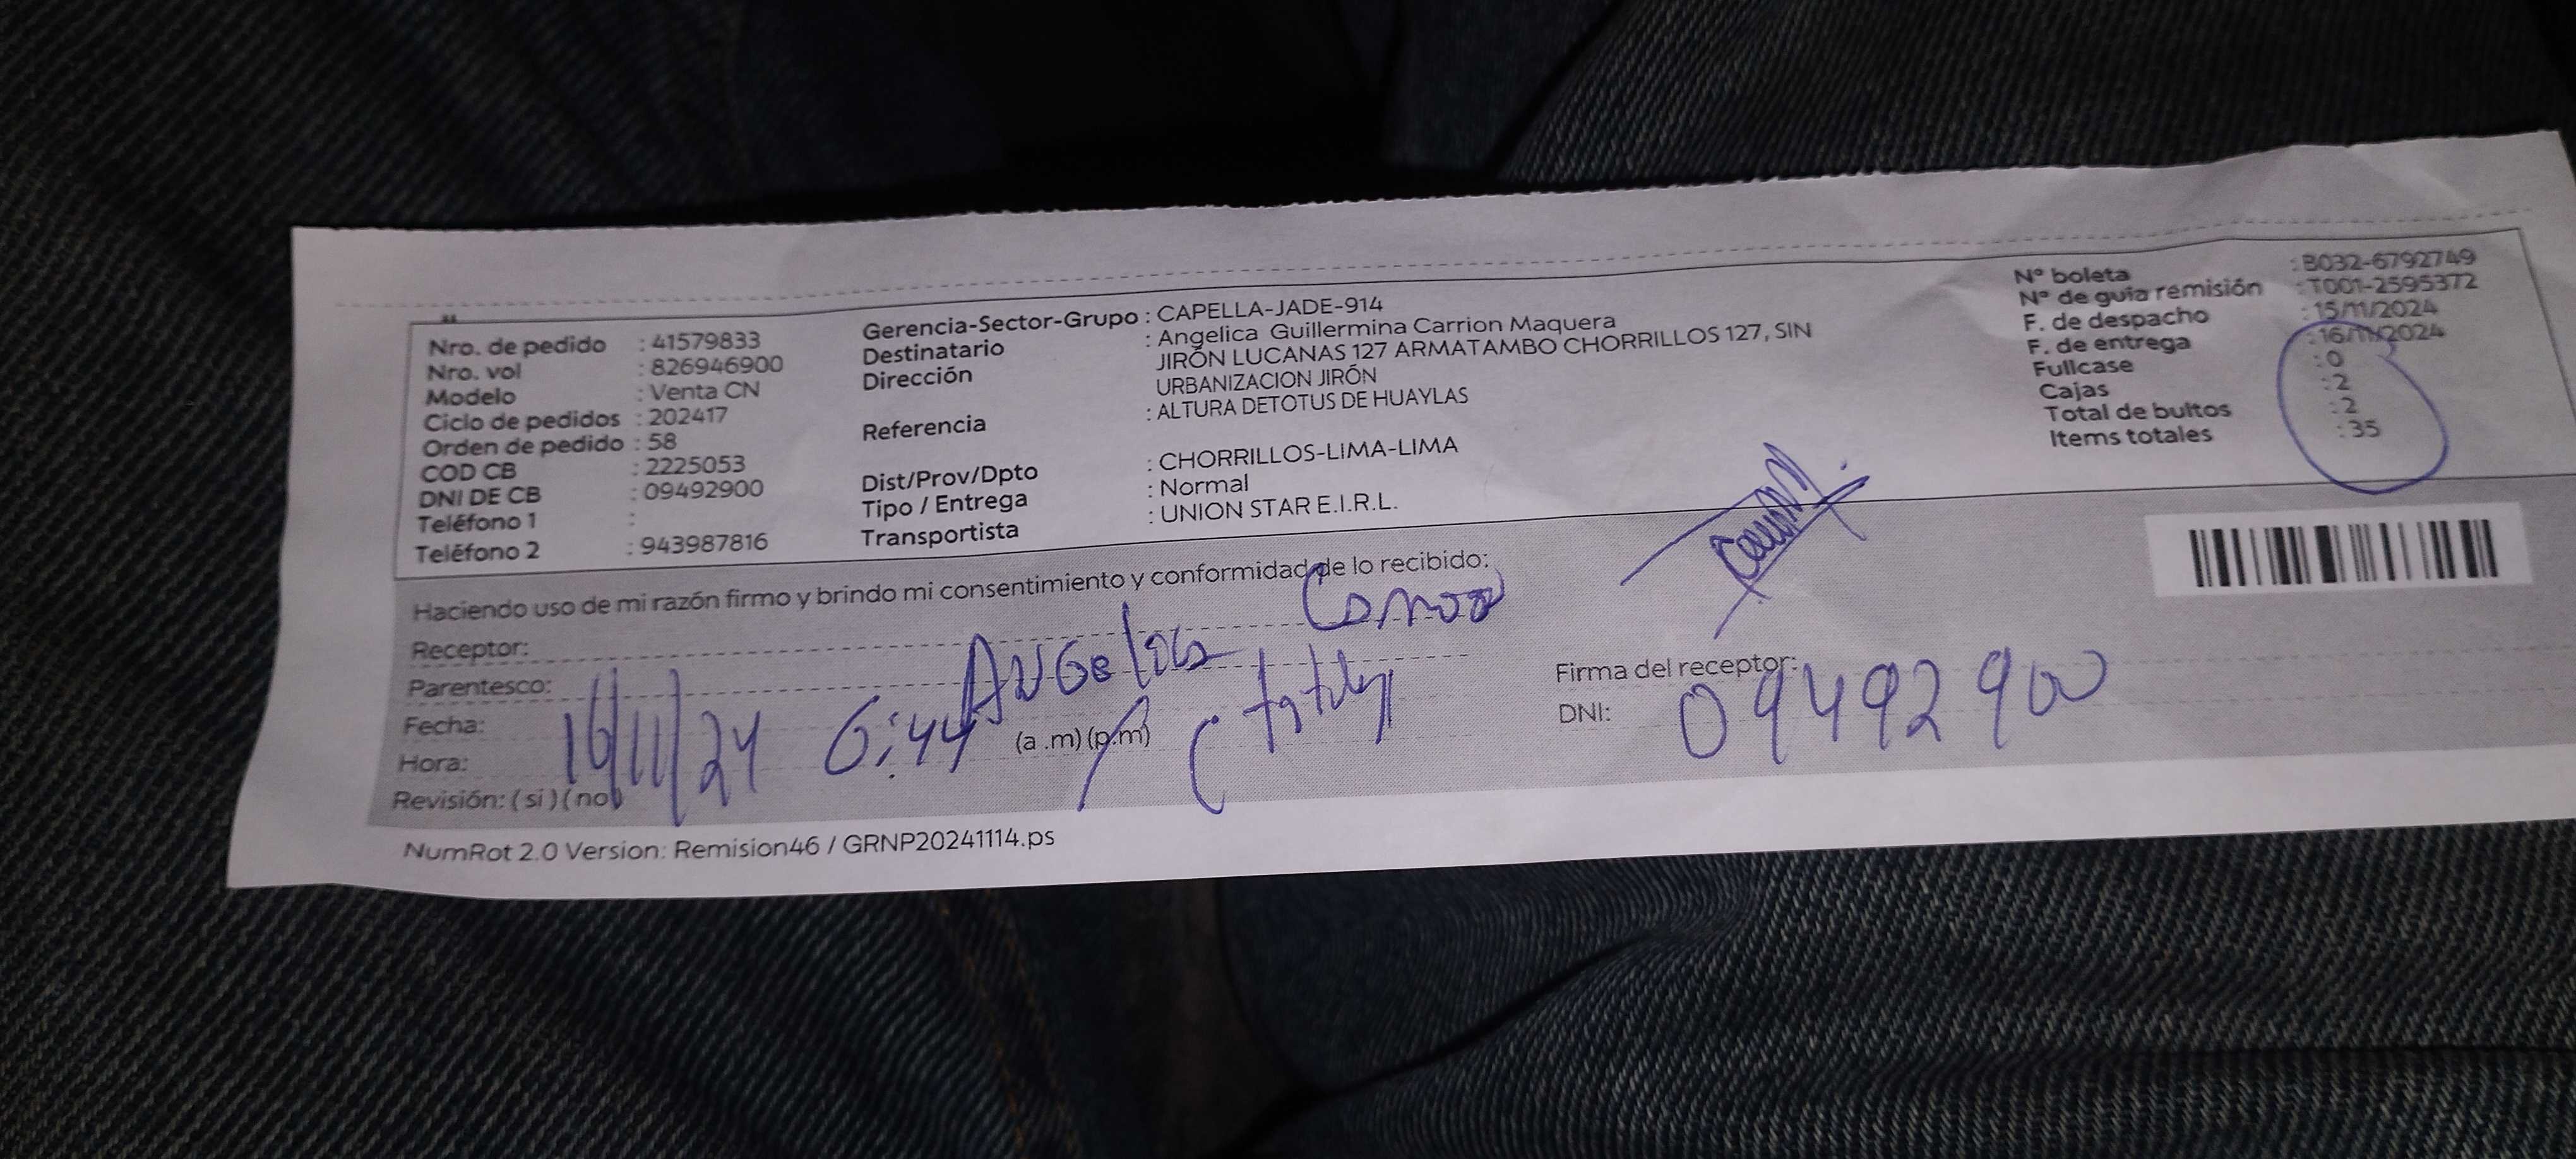 Nro. de pedido : 41579833
Nro. vol : 826946900
Modelo : Venta CN
Ciclo de pedidos : 202417
Orden de pedido : 58
COD CB : 2225053
DNI DE CB : 09492900
Teléfono 1 :
Teléfono 2 : 943987816
Gerencia-Sector-Grupo : CAPELLA-JADE-914
Destinatario : Angelica Guillermina Carrion Maquera
Dirección : JIRÓN LUCANAS 127 ARMATAMBO CHORRILLOS 127, SIN
URBANIZACION JIRÓN
Referencia : ALTURA DETOTUS DE HUAYLAS
Dist/Prov/Dpto : CHORRILLOS-LIMA-LIMA
Tipo / Entrega : Normal
Transportista : UNION STAR E.I.R.L.
N° boleta : B032-6792749
N° de guía remisión : T001-2595372
F. de despacho : 15/11/2024
F. de entrega : 16/11/2024
Fullcase : 0
Cajas : 2
Total de bultos : 2
Items totales : 35
Haciendo uso de mi razón firmo y brindo mi consentimiento y conformidad de lo recibido:
Receptor: Angelica
Parentesco:
Fecha: 16/11/24
Hora: 6:44 (a .m) (p.m)
Revisión: ( si ) ( no
Firma del receptor:
DNI: 09492900
NumRot 2.0 Version: Remision46 / GRNP20241114.ps